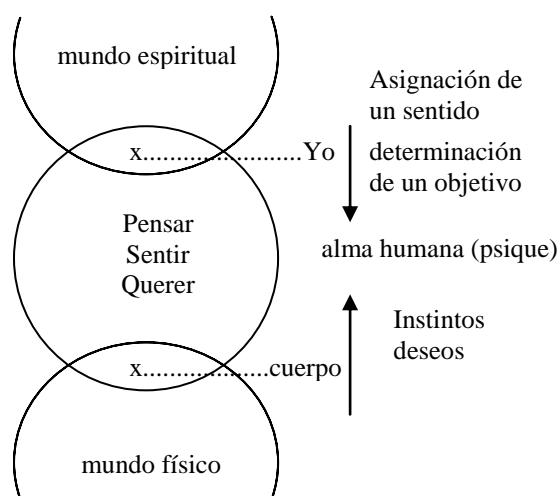 mundo espiritual
Asignación de
un sentido
x............................Yo
determinación
de un objetivo
Pensar
Sentir
Querer
alma humana (psique)
Instintos
deseos
x......................cuerpo
mundo físico